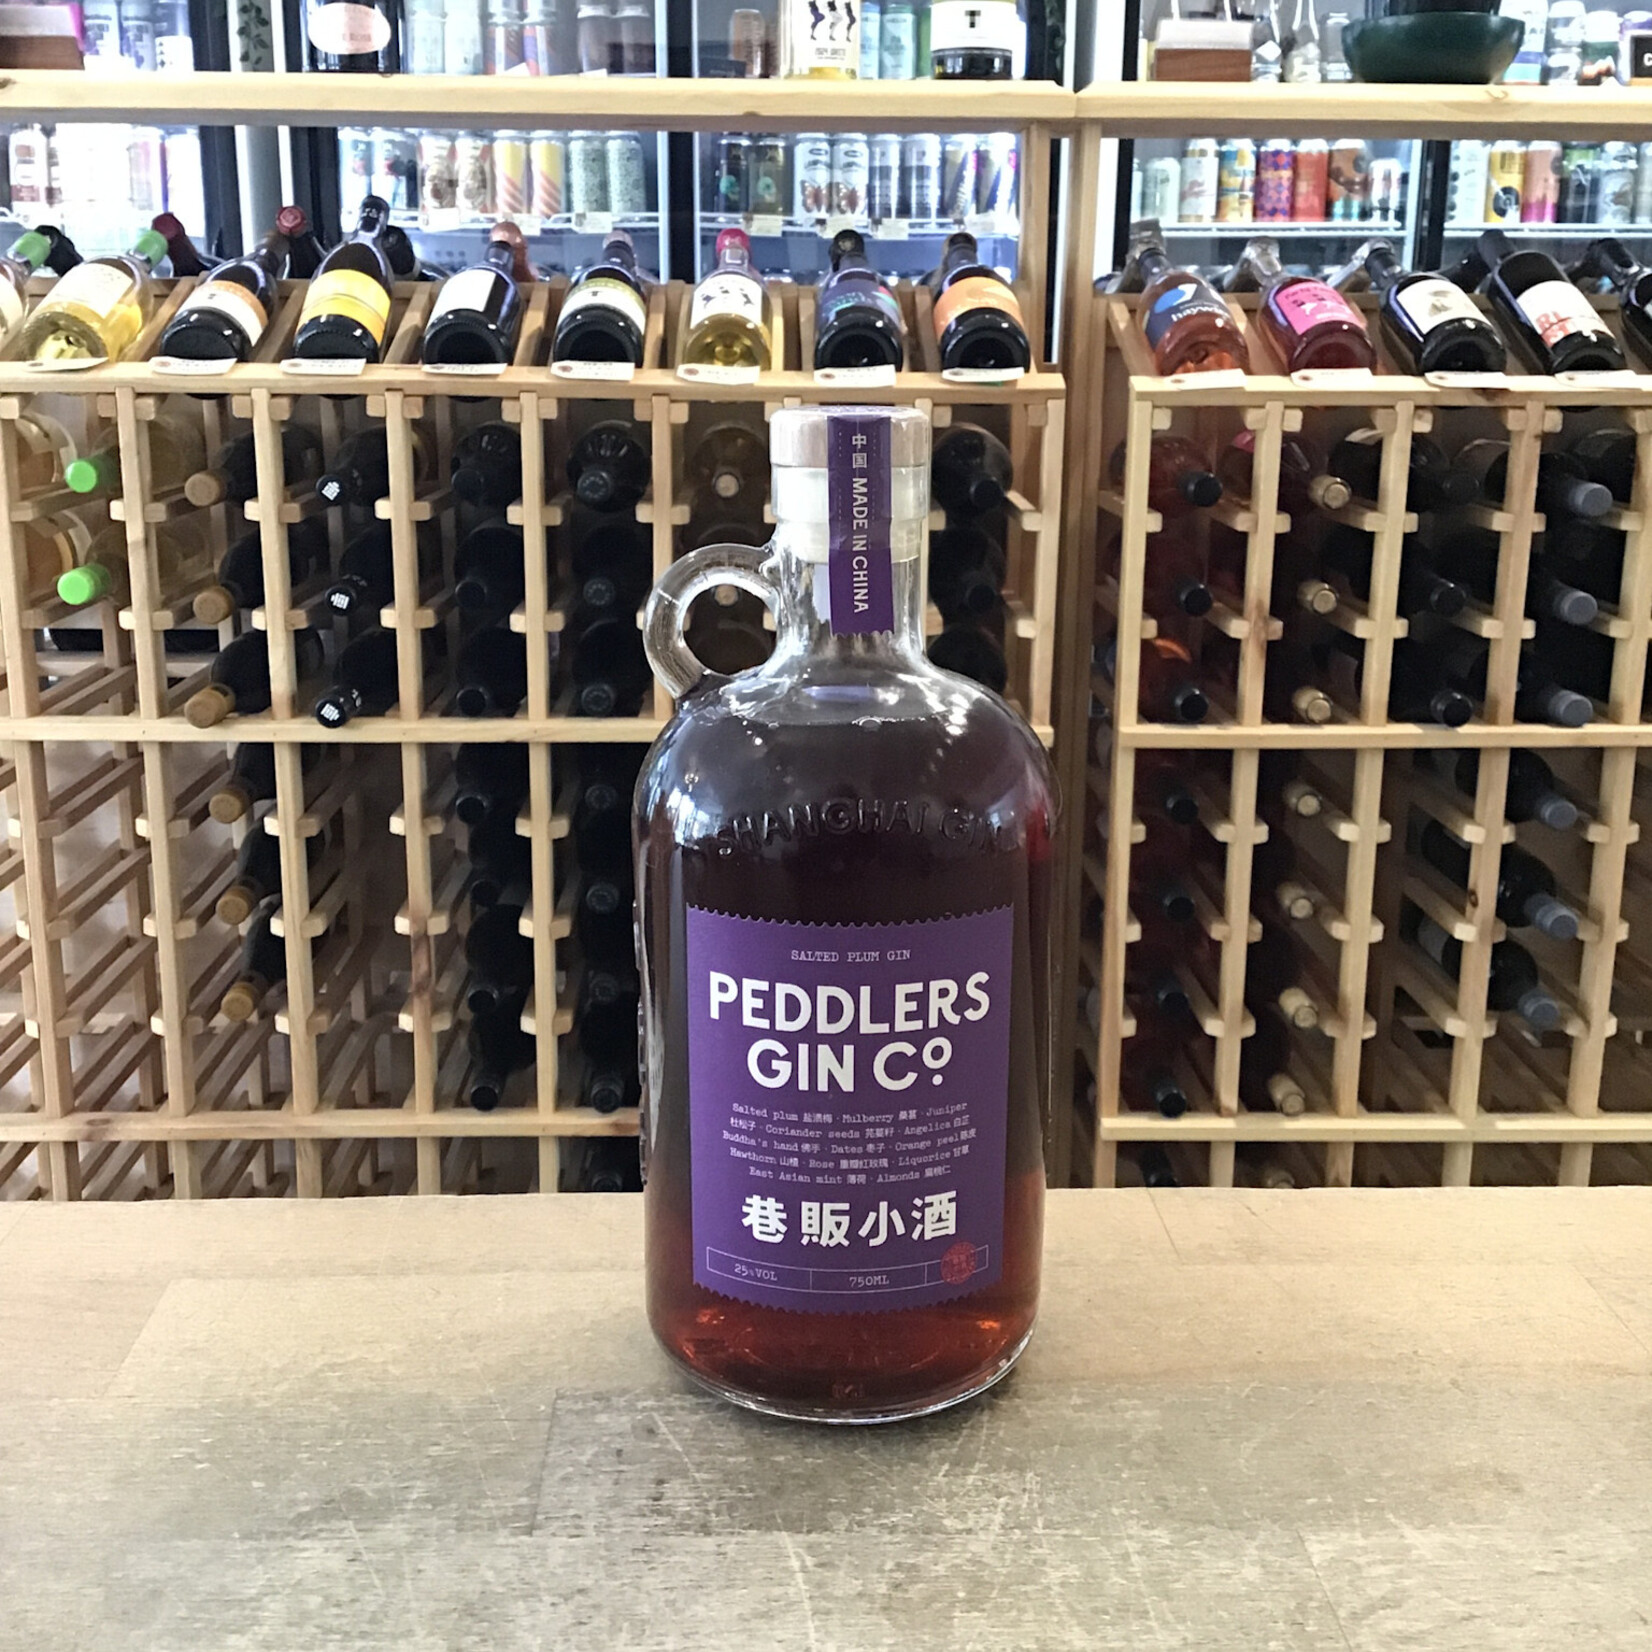 中国 MADE IN CHINA
SHANGHAI GIN
SALTED PLUM GIN
PEDDLERS
GIN Cº
Salted plum 盐渍梅 · Mulberry 桑葚 · Juniper
杜松子 · Coriander seeds 芫荽籽 · Angelica 白芷
Buddha's hand 佛手 · Dates 枣子 · Orange peel 陈皮
Hawthorn 山楂 · Rose 重瓣红玫瑰 · Liquorice 甘草
East Asian mint 薄荷 · Almonds 扁桃仁
巷販小酒
25%VOL 750ML